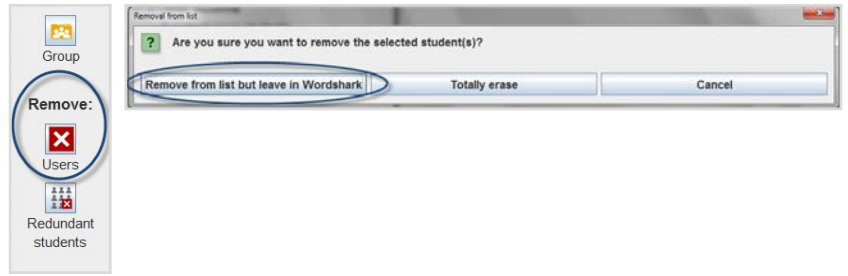 Group
Remove:
Users
Redundant
students
Removal from list
? Are you sure you want to remove the selected student(s)?
Remove from list but leave in Wordshark
Totally erase
Cancel